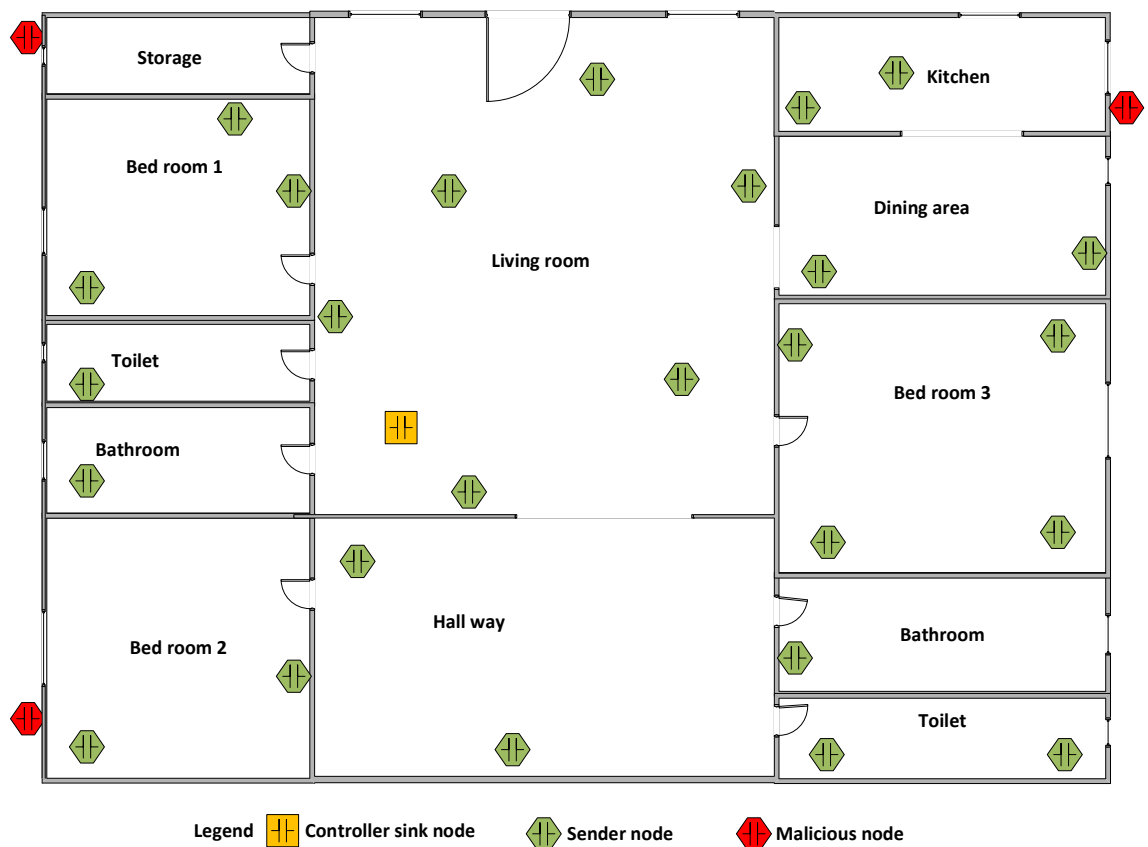 Storage
Kitchen
Bed room 1
Dining area
Living room
Toilet
Bed room 3
Bathroom
Hall way
Bathroom
Bed room 2
Toilet
Legend
Controller sink node
Sender node
Malicious node